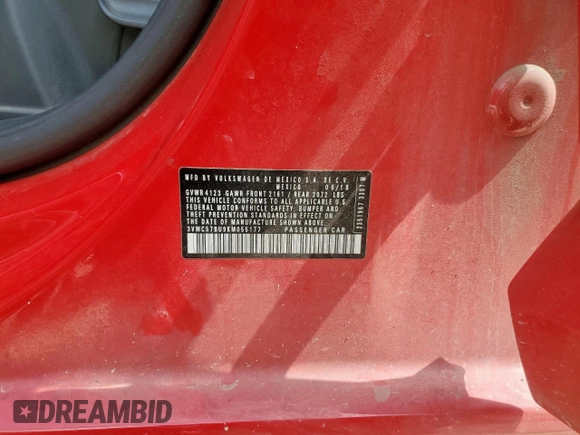 MFD BY VOLKSWAGEN DE MEXICO S.A. DE C.V.
MEXICO 09/18
GVWR 4123 GAWR FRONT 2161 / REAR 2072 LBS
THIS VEHICLE CONFORMS TO ALL APPLICABLE
FEDERAL MOTOR VEHICLE SAFETY, BUMPER AND
THEFT PREVENTION STANDARDS IN EFFECT ON THE
DATE OF MANUFACTURE SHOWN ABOVE.
3VWC57BU9KM055177 PASSENGER CAR
DREAMBID